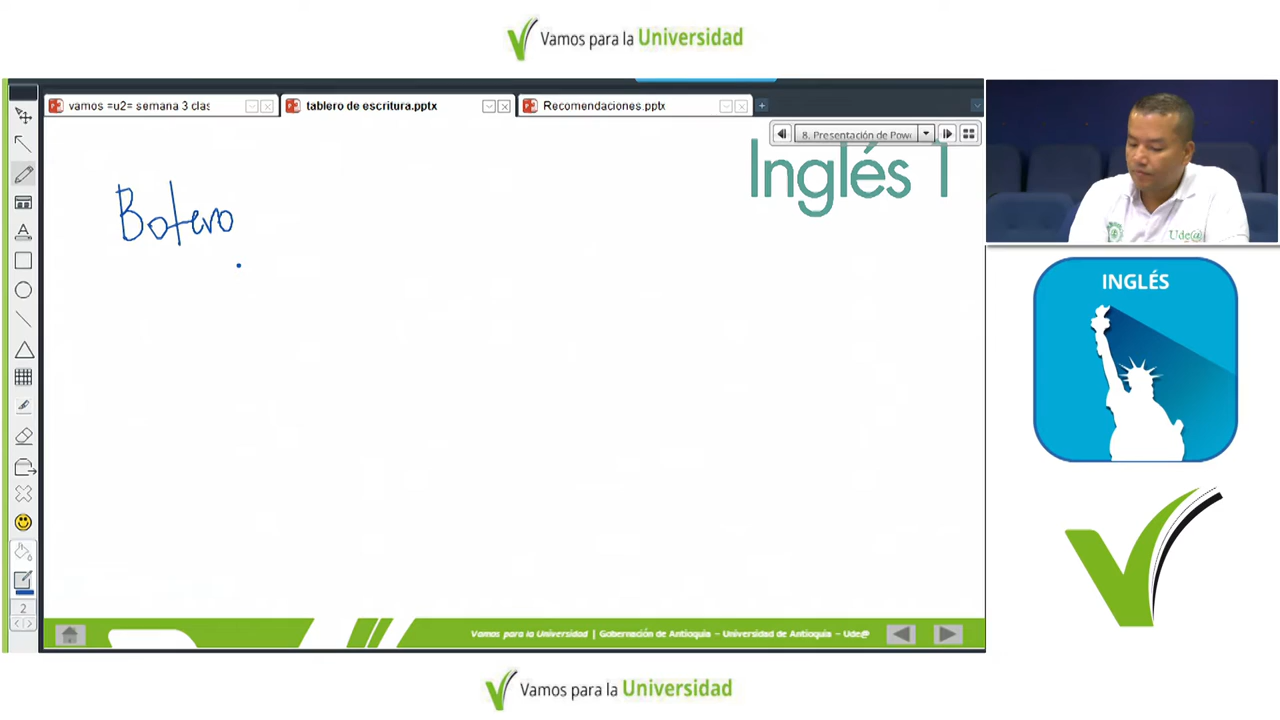 Vamos para la Universidad
vamos =u2= semana 3 clas
tablero de escritura.pptx
Recomendaciones.pptx
8. Presentación de Powe
Inglés 1
Botero
Ude@
INGLÉS
2
Vamos para la Universidad | Gobernación de Antioquia – Universidad de Antioquia – Ude@
Vamos para la Universidad